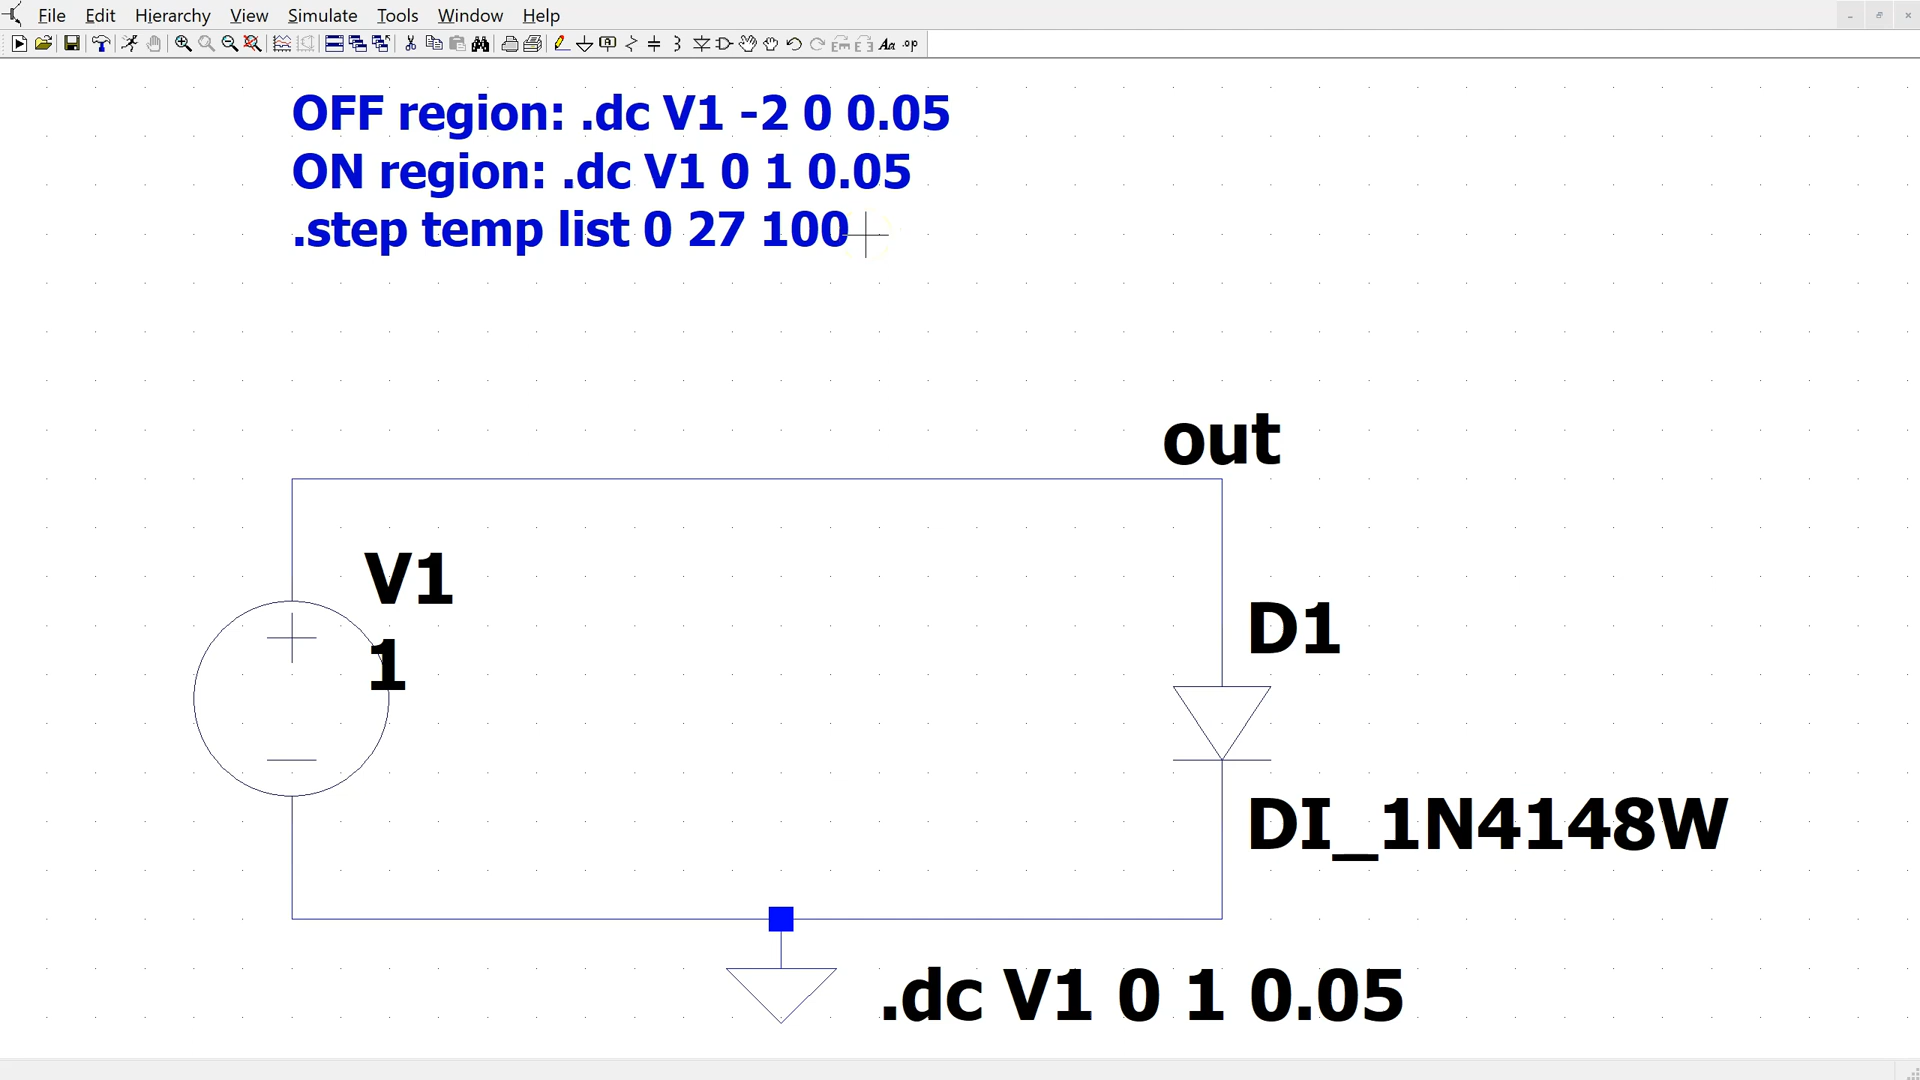 File Edit Hierarchy View Simulate Tools Window Help
Aa .op
OFF region: .dc V1 -2 0 0.05
ON region: .dc V1 0 1 0.05
.step temp list 0 27 100
out
V1
1
D1
DI_1N4148W
.dc V1 0 1 0.05